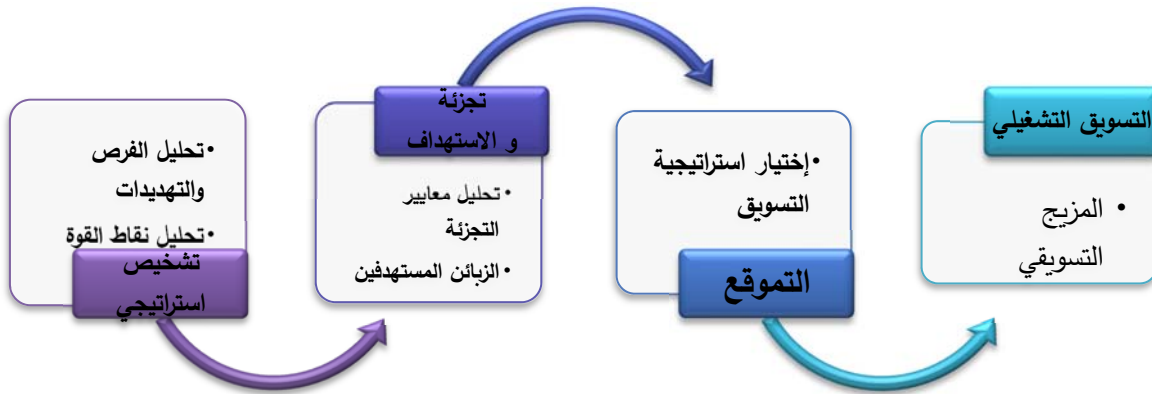 •تحليل الفرص
والتهديدات
•تحليل نقاط القوة
تشخيص
استراتيجي
تجزئة
و الاستهداف
•تحليل معايير
التجزئة
•الزبائن المستهدفين
•إختيار استراتيجية
التسويق
التموقع
التسويق التشغيلي
• المزيج
التسويقي